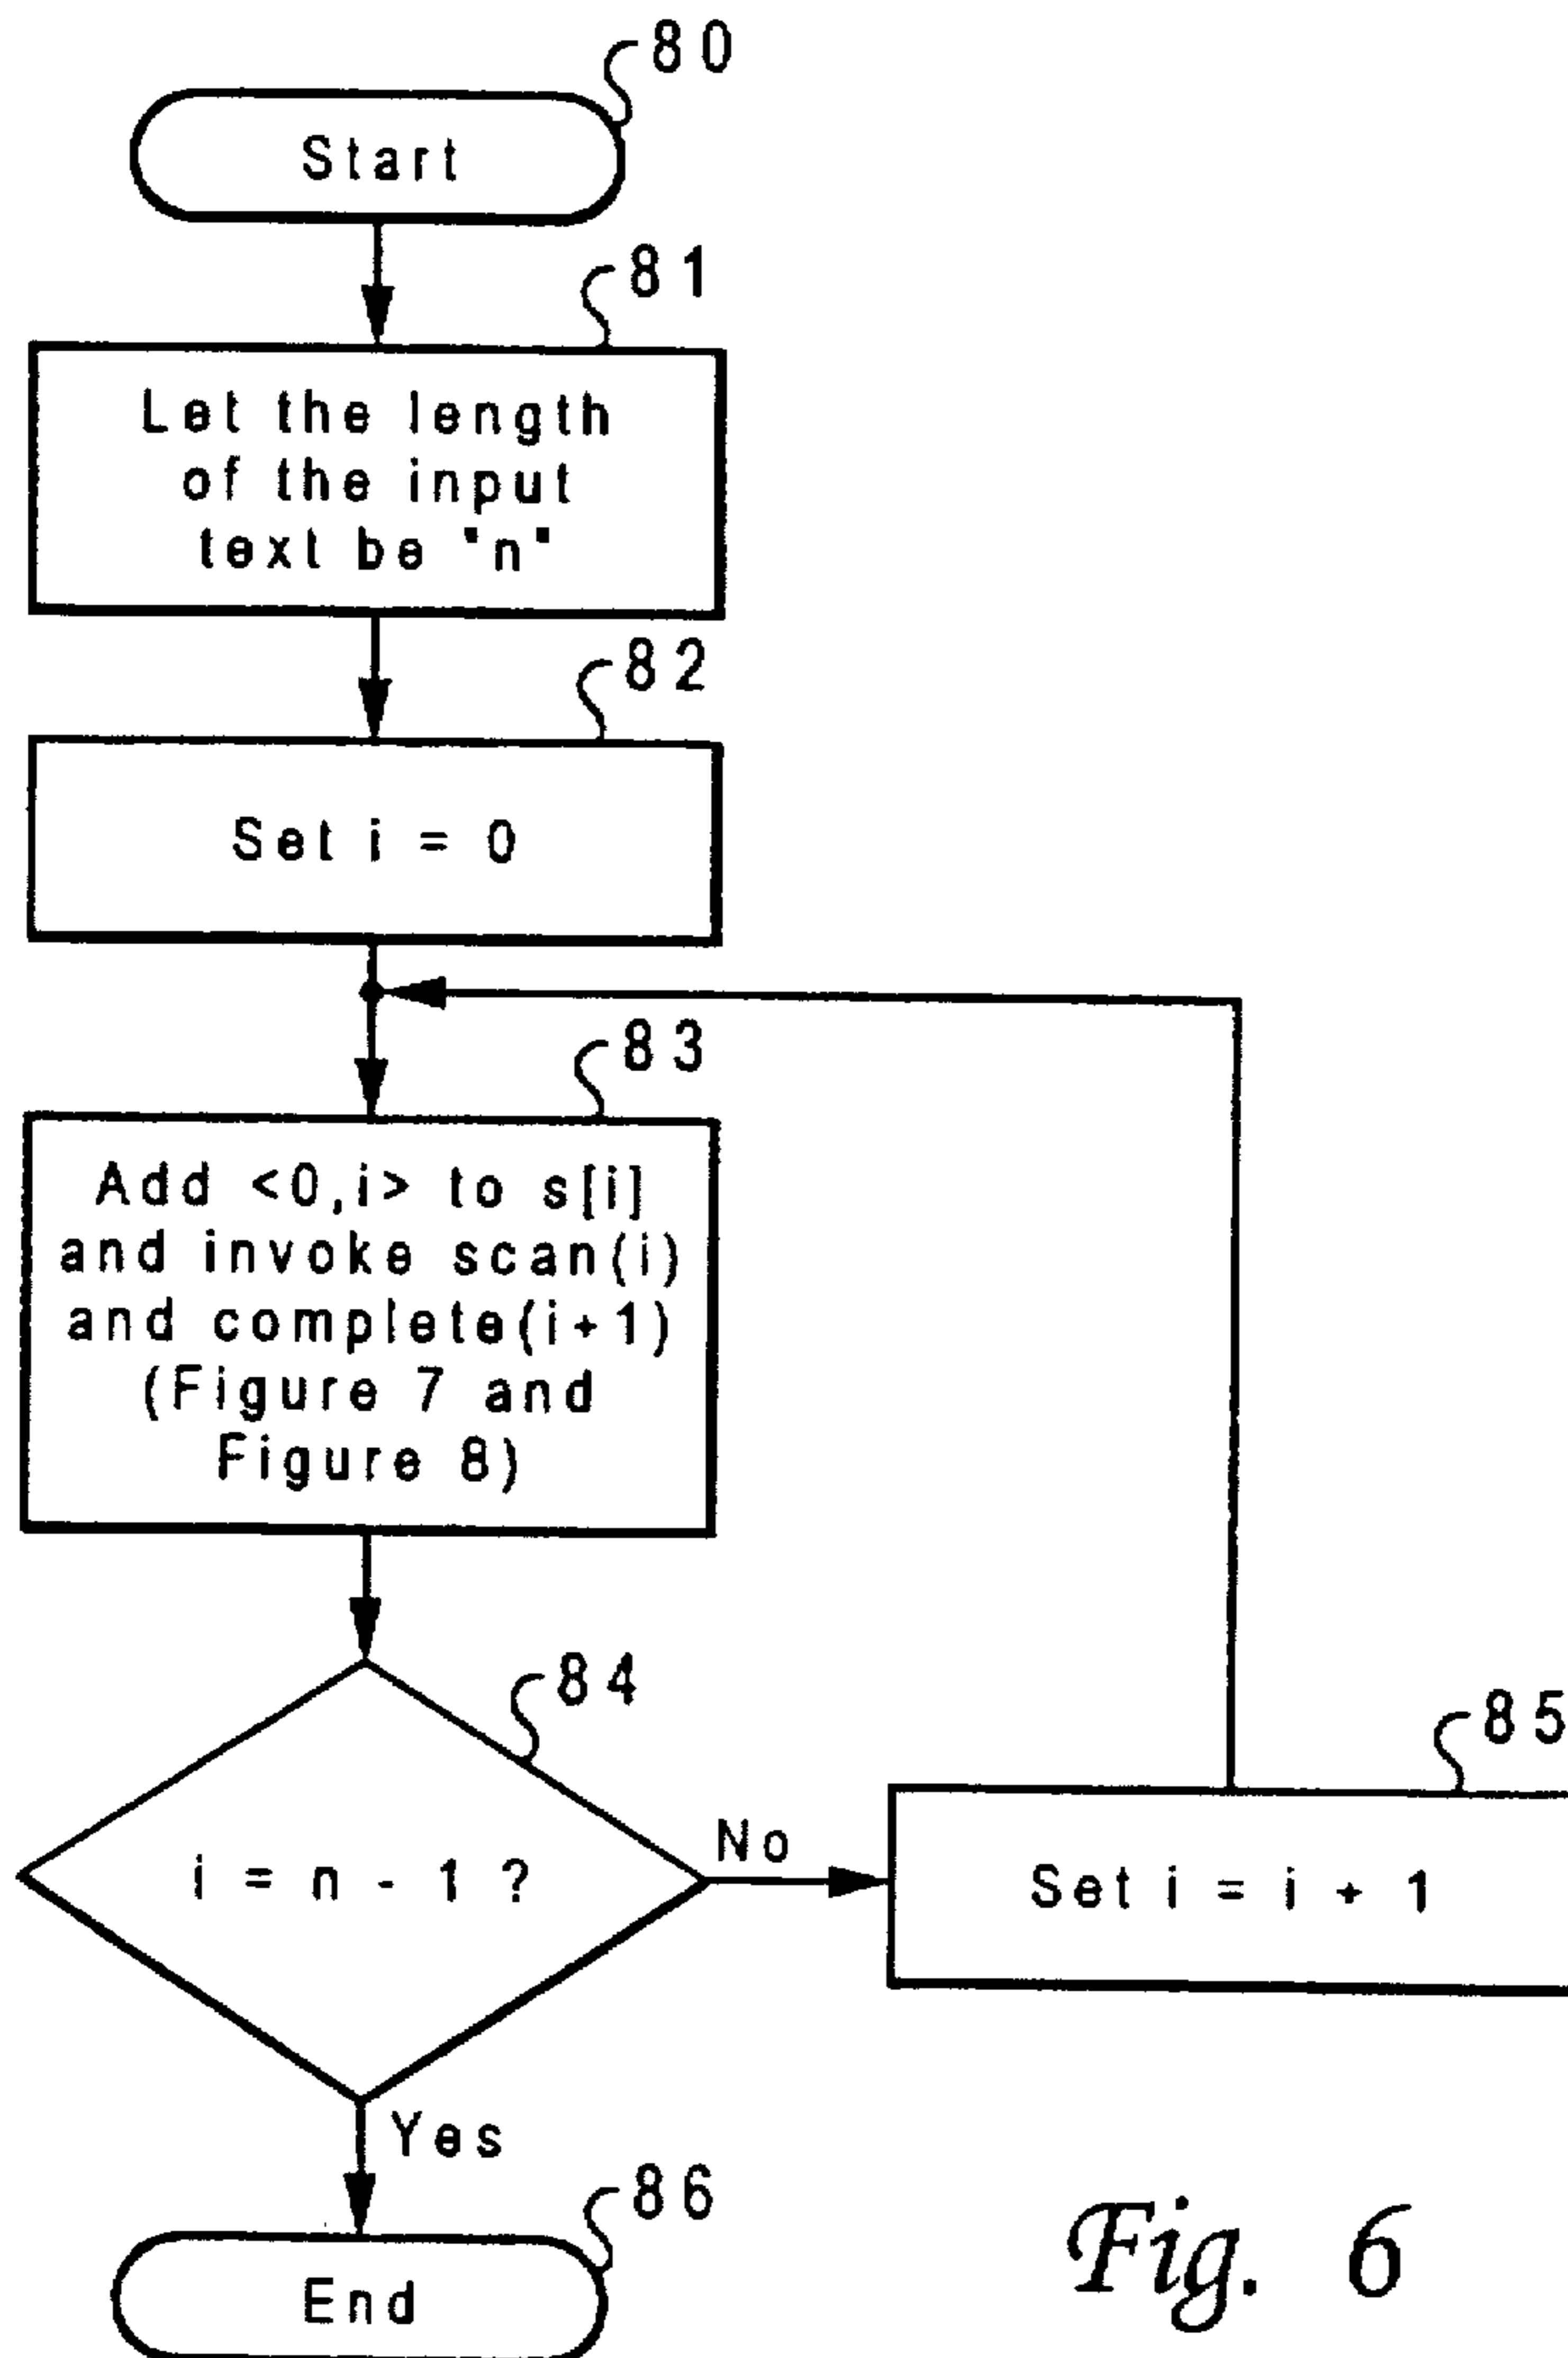 80
Start
81
Let the length
of the input
text be "n"
82
Set i = 0
83
Add <0,i> to s[i]
and invoke scan(i)
and complete(i+1)
(Figure 7 and
Figure 8)
84
i = n - 1 ?
No
85
Set i = i + 1
Yes
86
End
Fig. 6